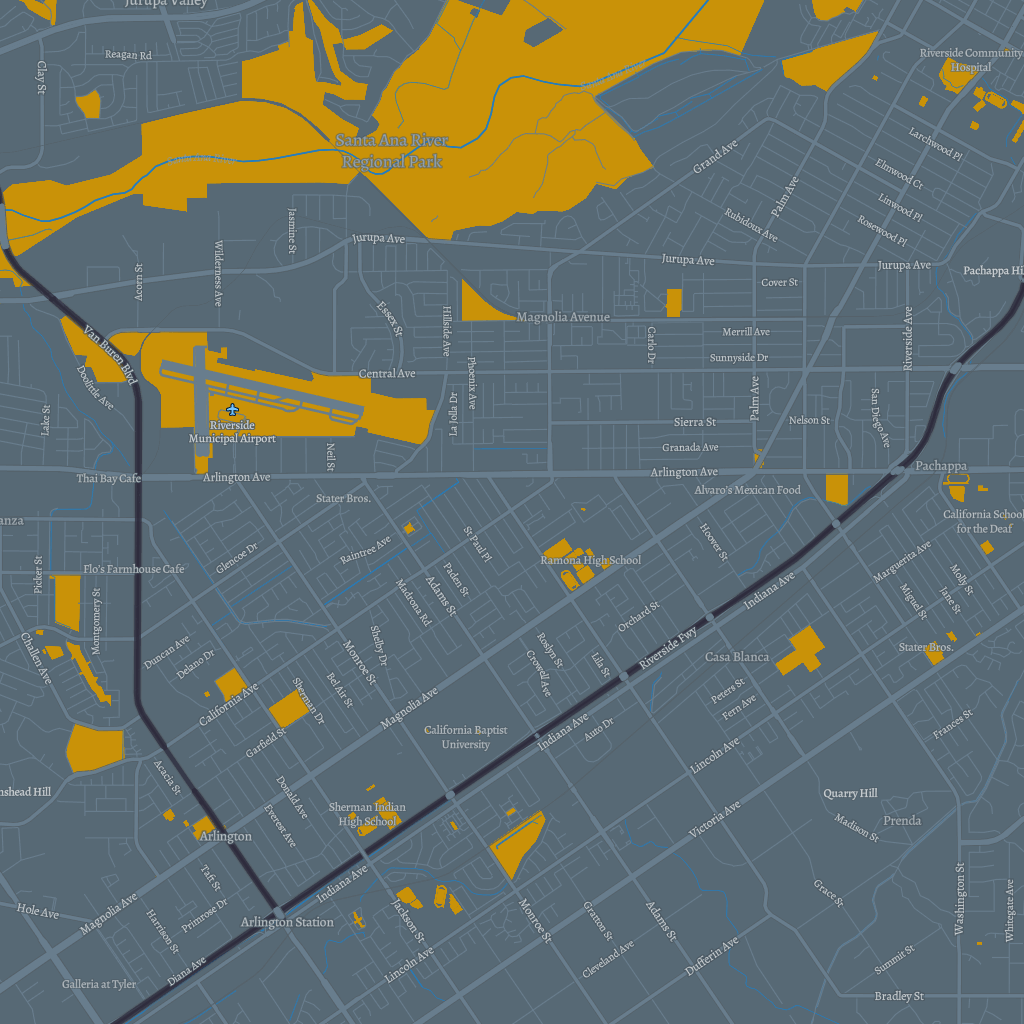 Jurupa Valley
Reagan Rd
Clay St
Riverside Community
Hospital
Santa Ana River
Regional Park
Larchwood Pl
Grand Ave
Elmwood Ct
Palm Ave
Linwood Pl
Rubidoux Ave
Rosewood Pl
Jasmine St
Jurupa Ave
Wilderness Ave
Jurupa Ave
Jurupa Ave
Acorn St
Cover St
Essex St
Hillside Ave
Magnolia Avenue
Riverside Ave
Merrill Ave
Carlo Dr
Van Buren Blvd
Sunnyside Dr
Central Ave
Phoenix Ave
Doolittle Ave
Palm Ave
La Jolla Dr
San Diego Ave
Lake St
Riverside
Municipal Airport
Sierra St
Nelson St
Neil St
Granada Ave
Pachappa
Thai Bay Cafe
Arlington Ave
Arlington Ave
Stater Bros.
Alvaro's Mexican Food
California School
for the Deaf
anza
Hoover St
St Paul Pl
Raintree Ave
Glencoe Dr
Ramona High School
Marguerita Ave
Flo's Farmhouse Cafe
Picker St
Paden St
Molly St
Indiana Ave
Adams St
Madrona Rd
Miguel St
Jane St
Montgomery St
Orchard St
Challen Ave
Duncan Ave
Shelby Dr
Roslyn St
Riverside Fwy
Stater Bros.
Delano Dr
Monroe St
Lila St
Casa Blanca
Crowell Ave
Bel Air St
Peters St
California Ave
Sherman Dr
Magnolia Ave
Fern Ave
Frances St
Garfield St
California Baptist
University
Indiana Ave
Auto Dr
Lincoln Ave
Acacia St
nshead Hill
Donald Ave
Quarry Hill
Sherman Indian
High School
Victoria Ave
Madison St
Prenda
Everest Ave
Arlington
Taft St
Indiana Ave
Grace St
Washington St
Whitegate Ave
Hole Ave
Magnolia Ave
Primrose Dr
Arlington Station
Jackson St
Monroe St
Granton St
Adams St
Harrison St
Diana Ave
Lincoln Ave
Cleveland Ave
Dufferin Ave
Summit St
Galleria at Tyler
Bradley St